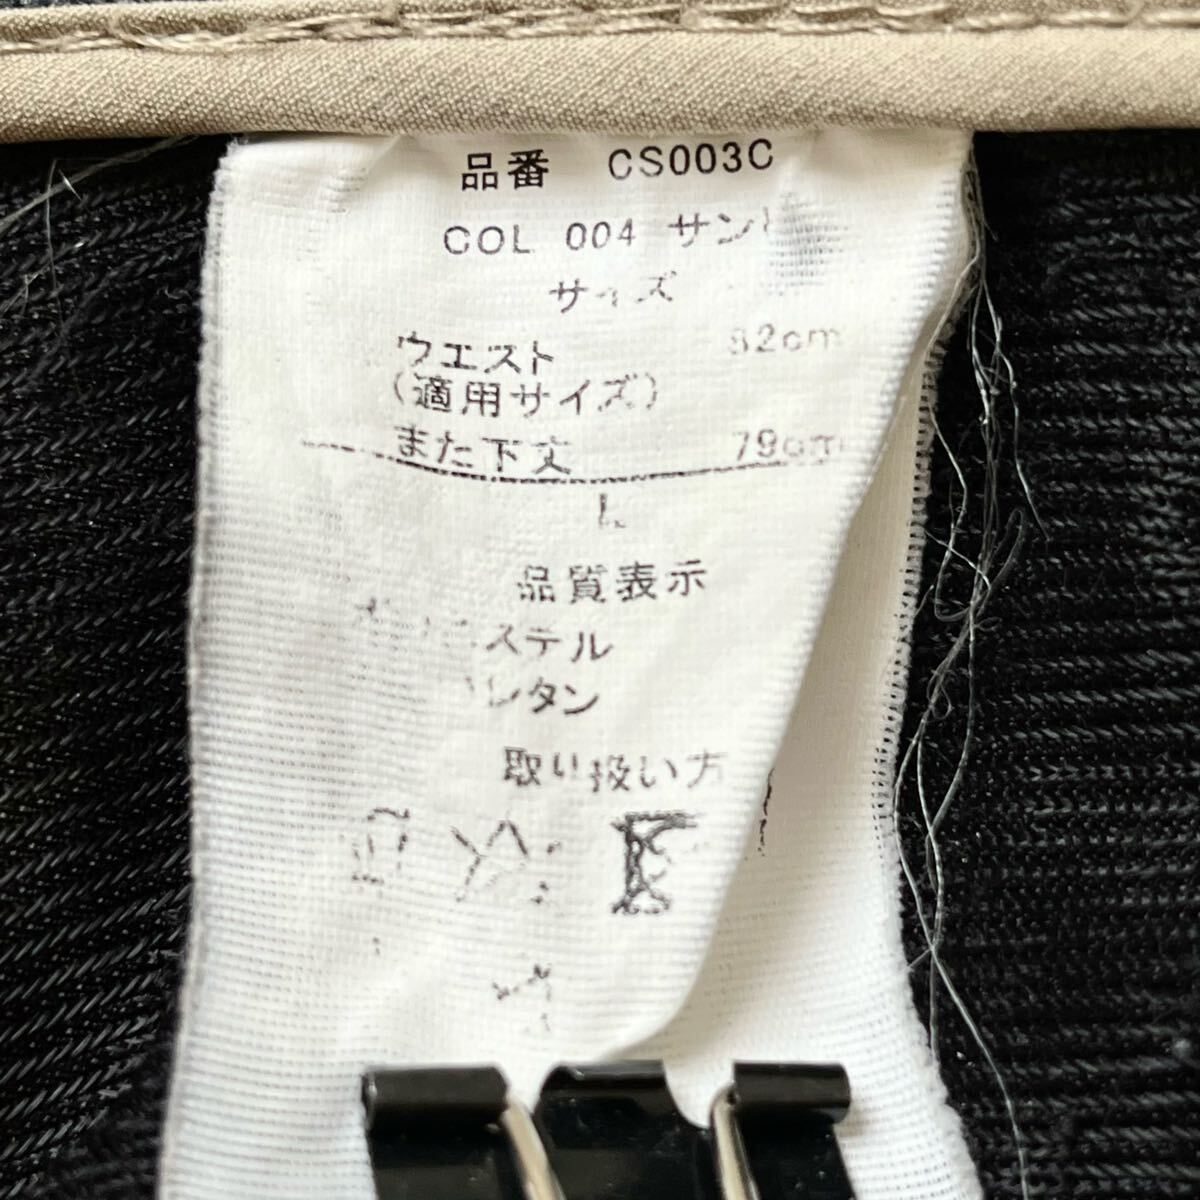 品番 CS003C
COL 004 サン
サイズ
ウエスト 82cm
(適用サイズ)
また下丈 79cm
L
品質表示
ステル
レタン
取り扱い方